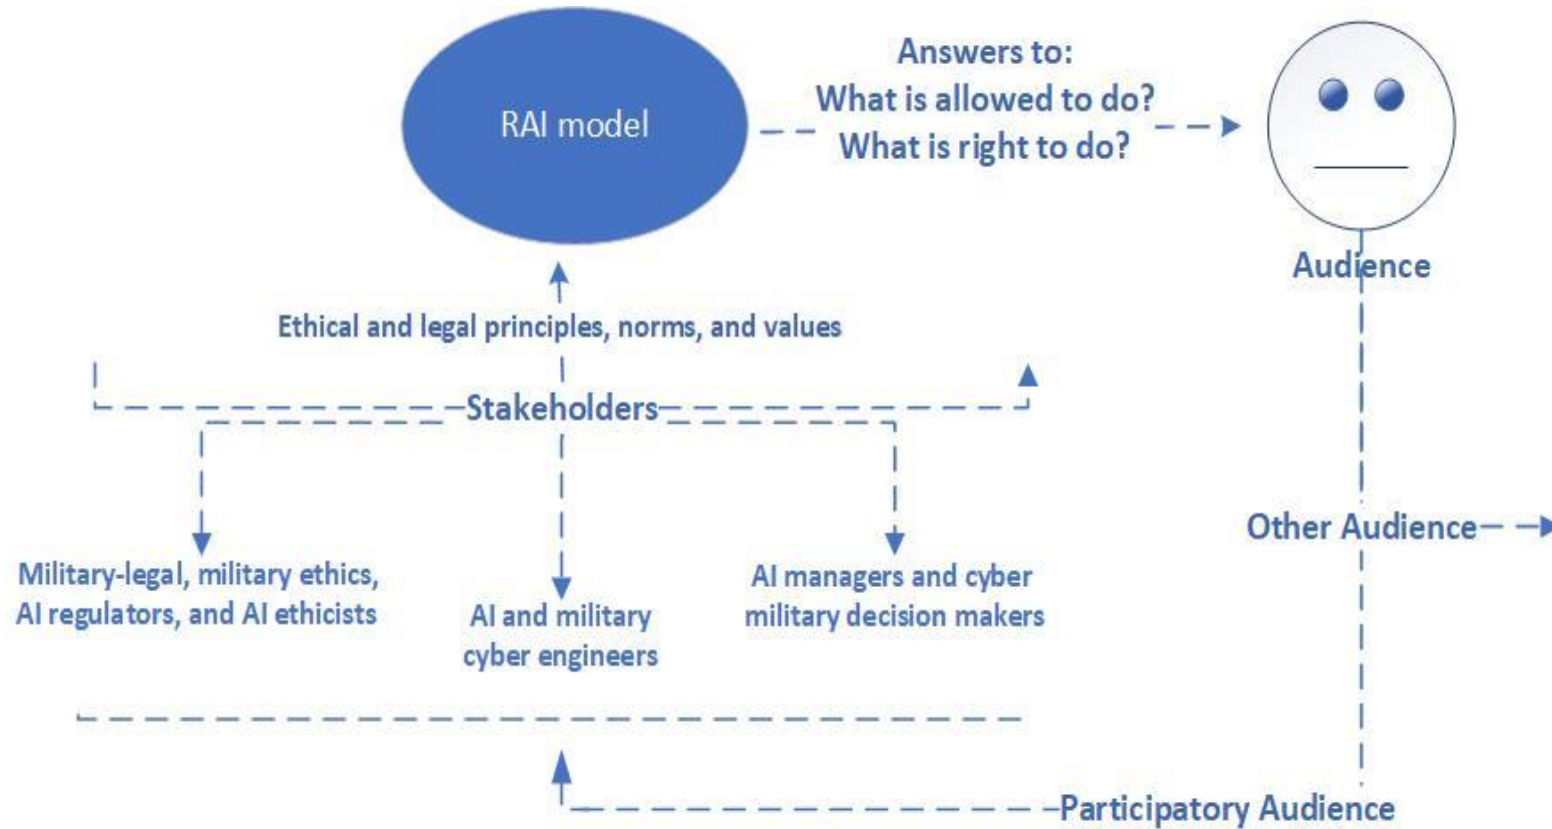 RAI model
Answers to:
What is allowed to do?
What is right to do?
Audience
Ethical and legal principles, norms, and values
Stakeholders
Military-legal, military ethics,
AI regulators, and AI ethicists
AI and military
cyber engineers
AI managers and cyber
military decision makers
Other Audience
Participatory Audience